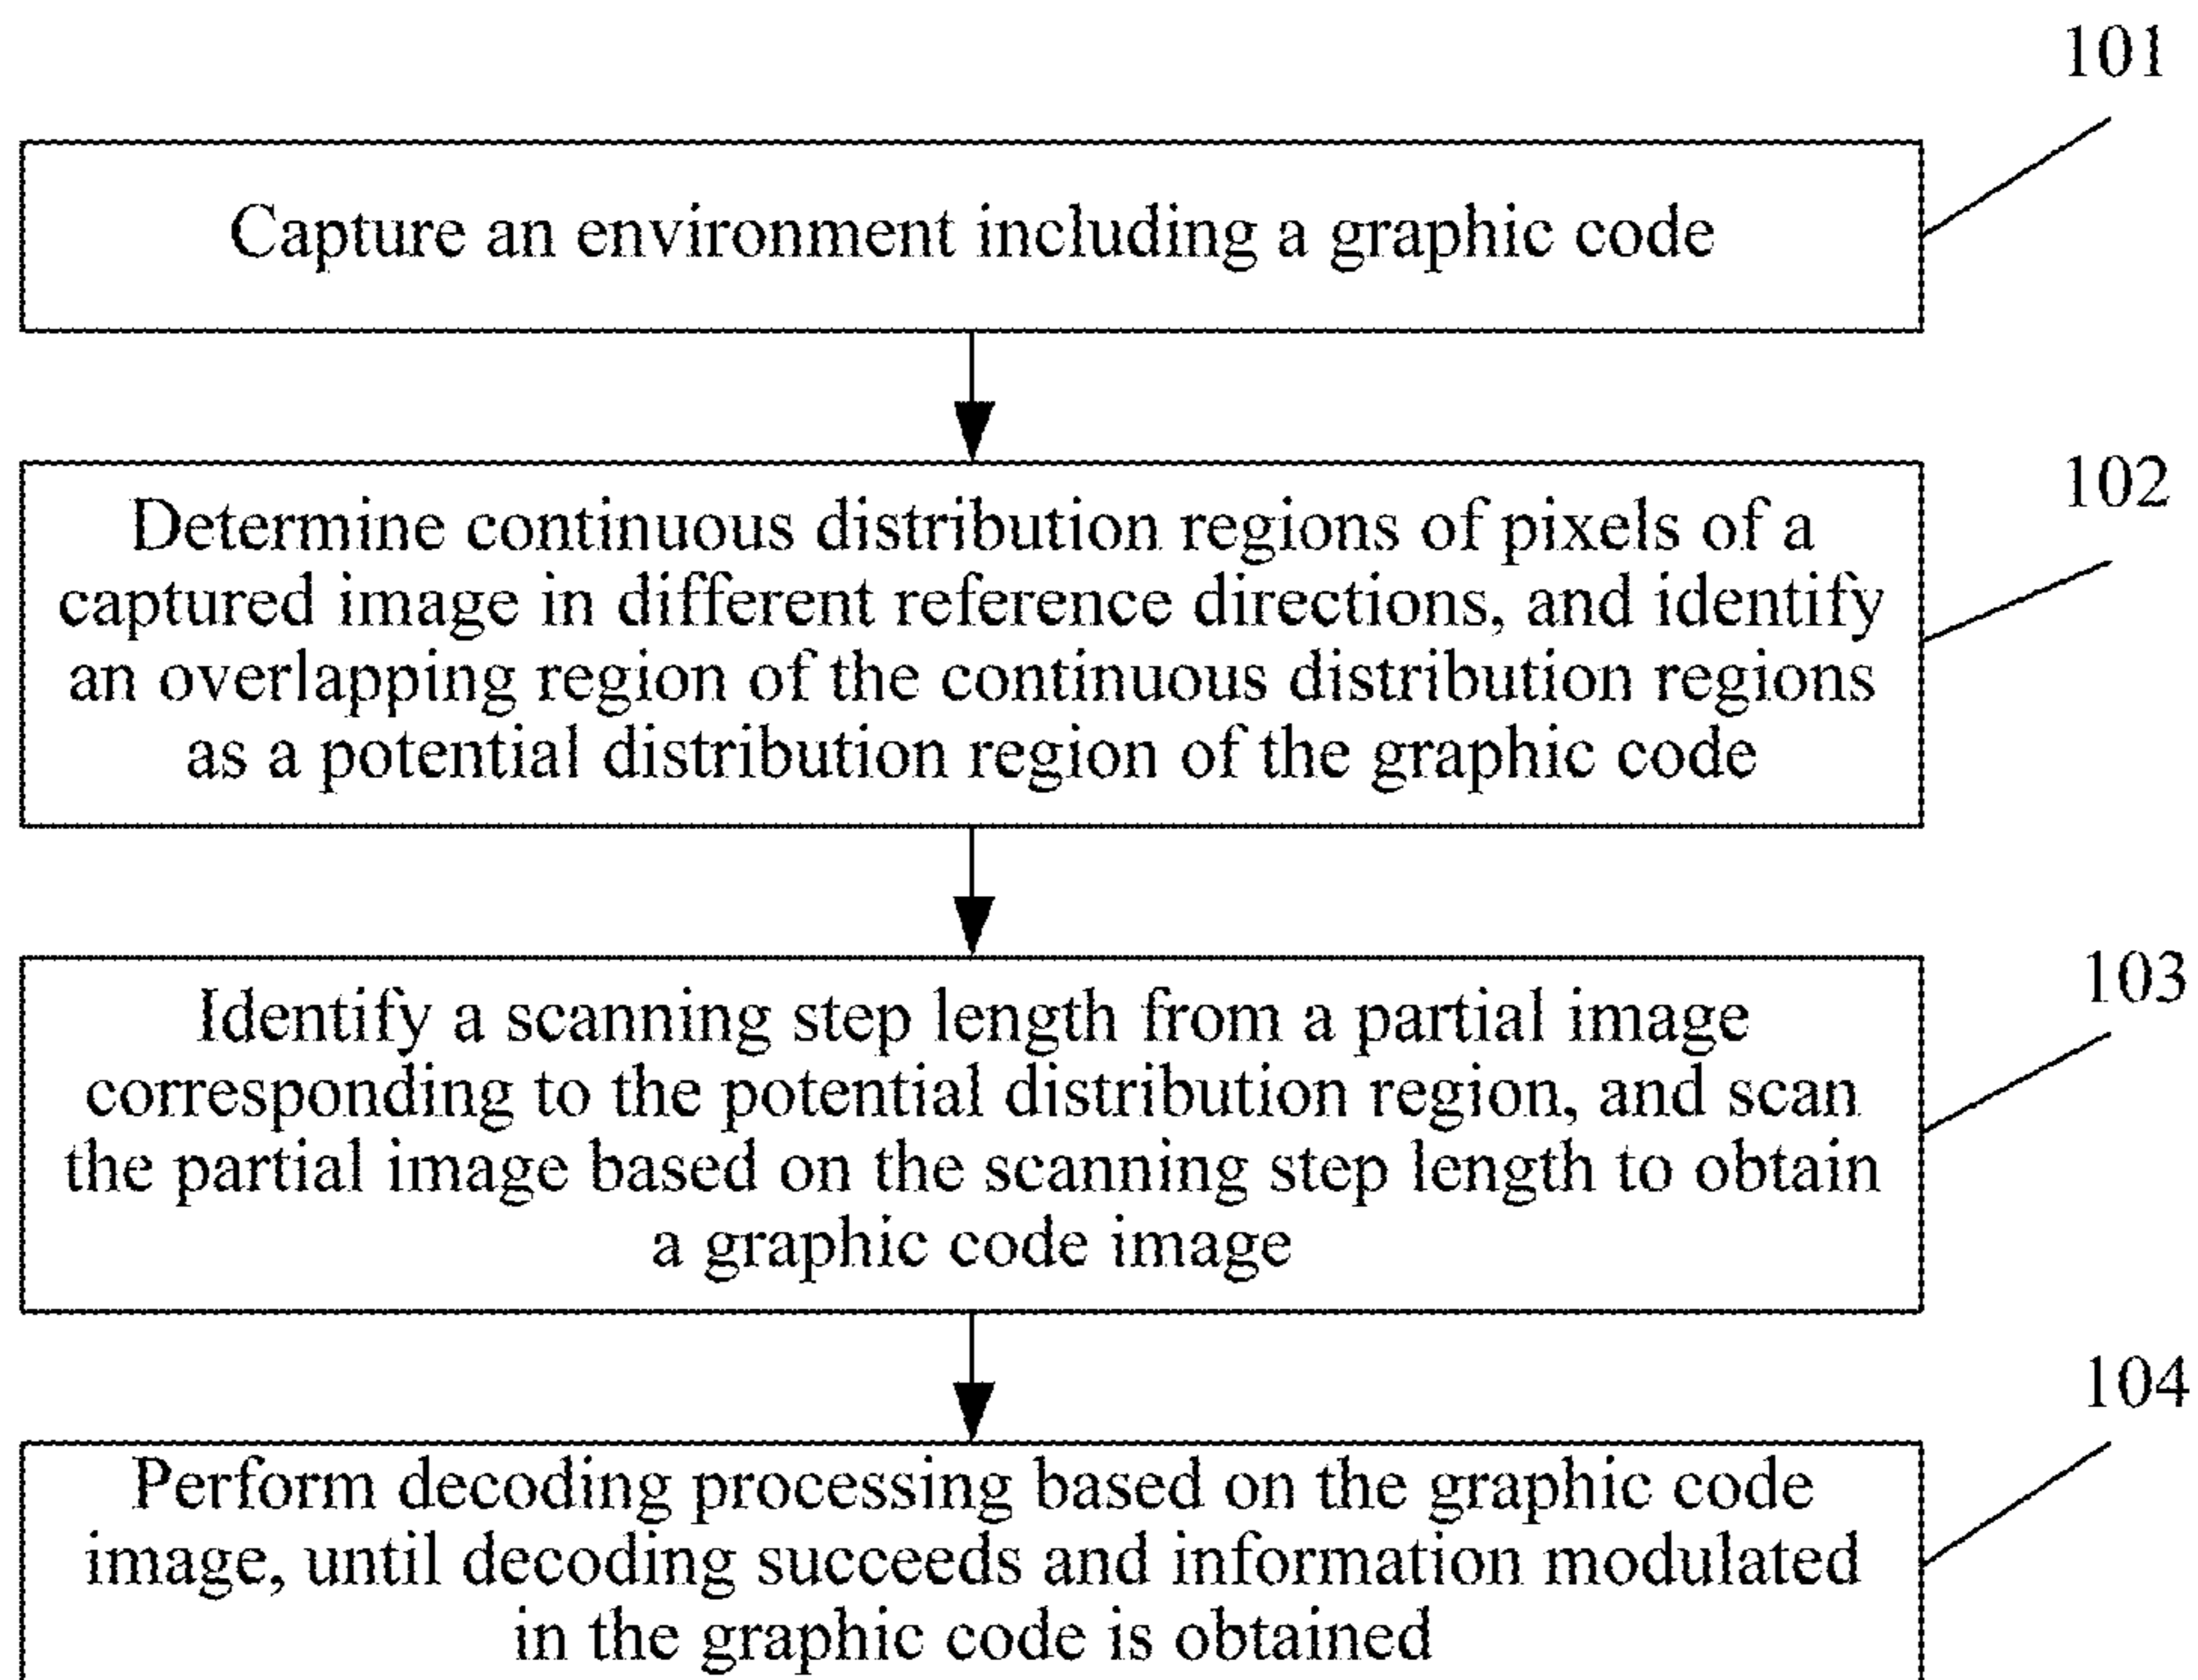 101
Capture an environment including a graphic code
102
Determine continuous distribution regions of pixels of a
captured image in different reference directions, and identify
an overlapping region of the continuous distribution regions
as a potential distribution region of the graphic code
103
Identify a scanning step length from a partial image
corresponding to the potential distribution region, and scan
the partial image based on the scanning step length to obtain
a graphic code image
104
Perform decoding processing based on the graphic code
image, until decoding succeeds and information modulated
in the graphic code is obtained